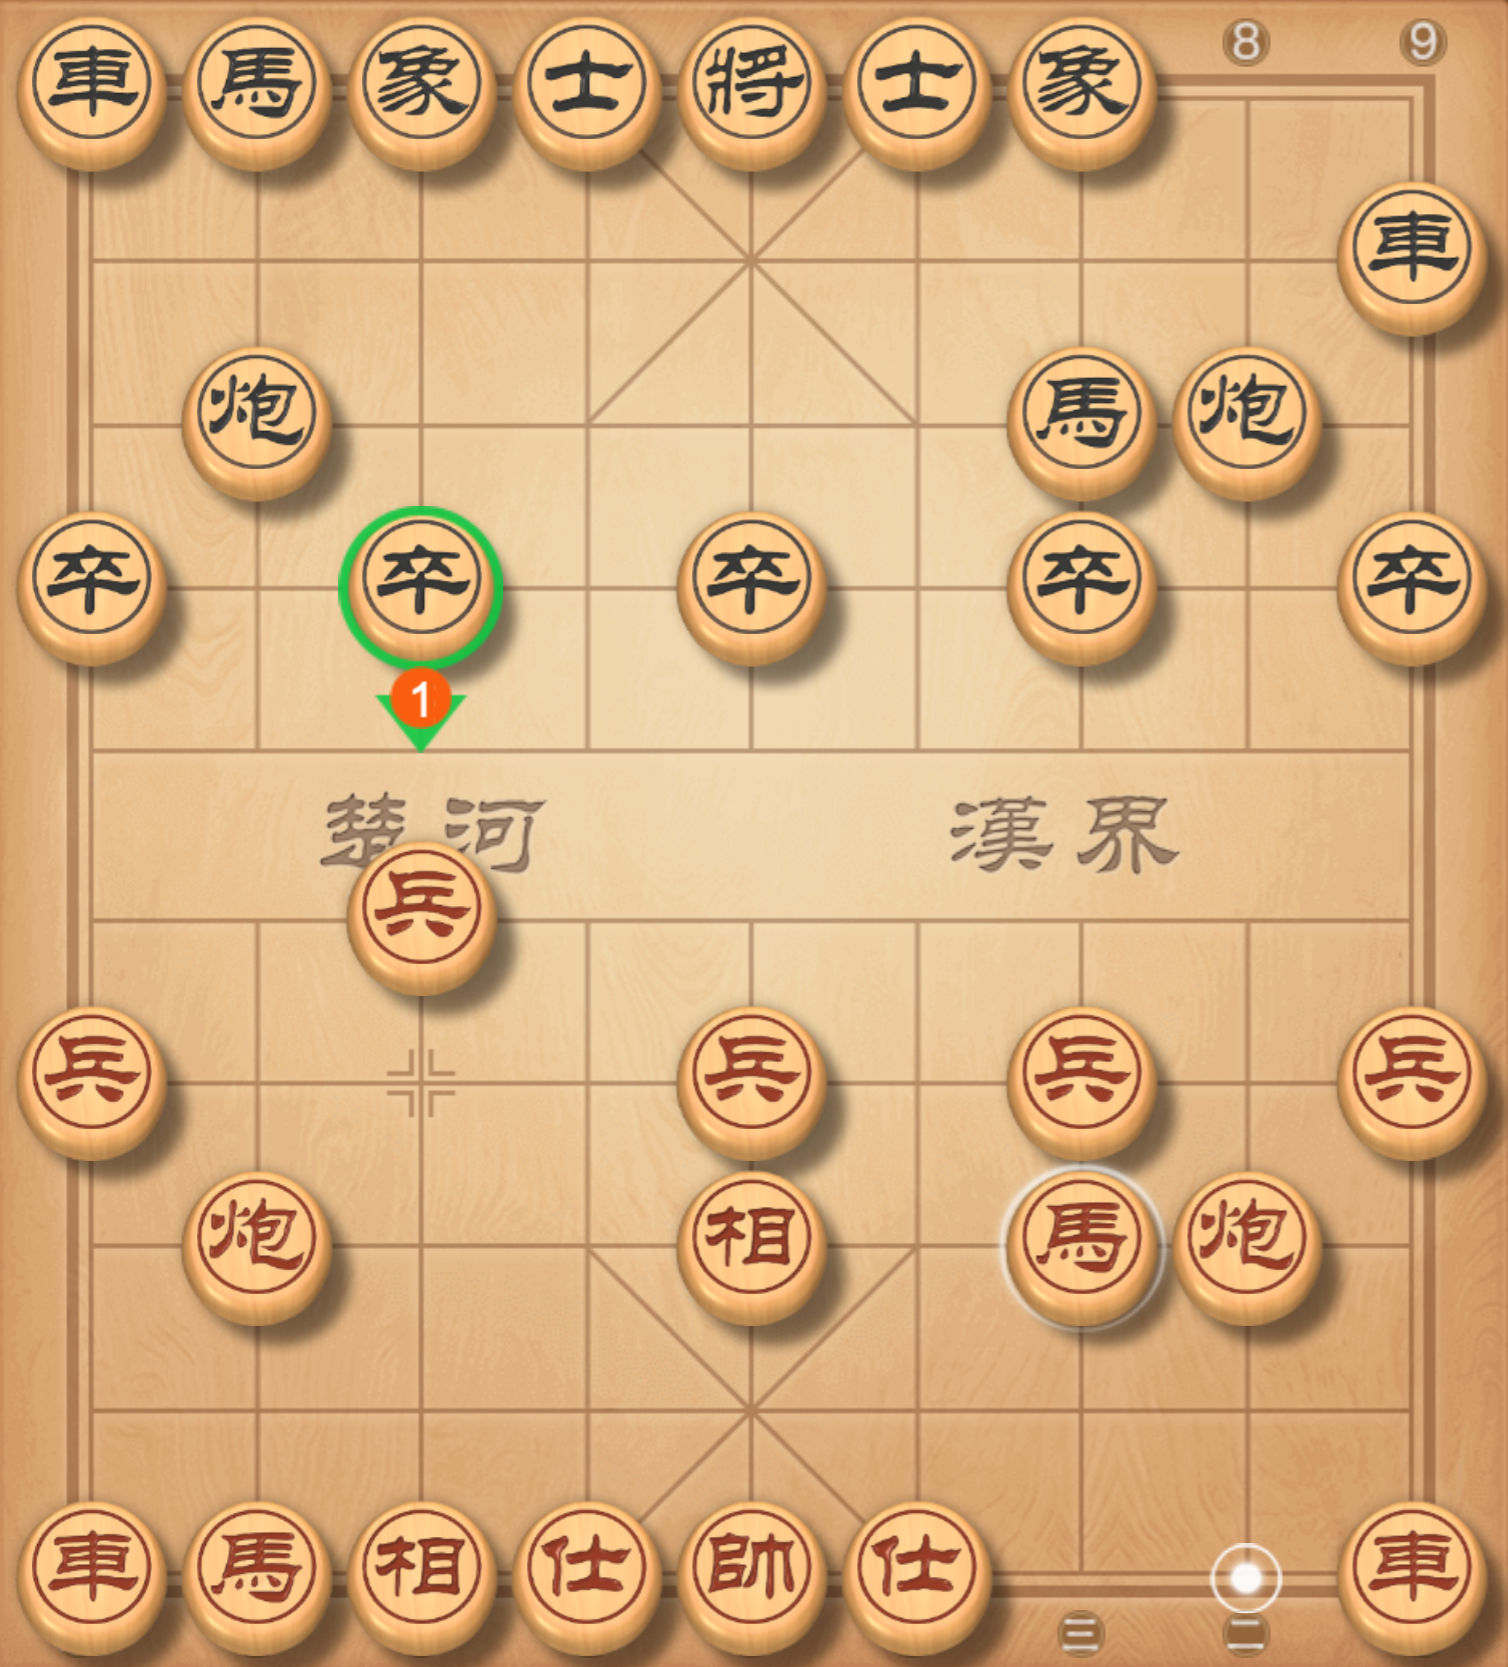 車 馬 象 士 將 士 象 8 9
車
炮 馬 炮
卒 卒 卒 卒 卒
1
楚 河 漢 界
兵
兵 兵 兵 兵
炮 相 馬 炮
車 馬 相 仕 帥 仕 車
三 二